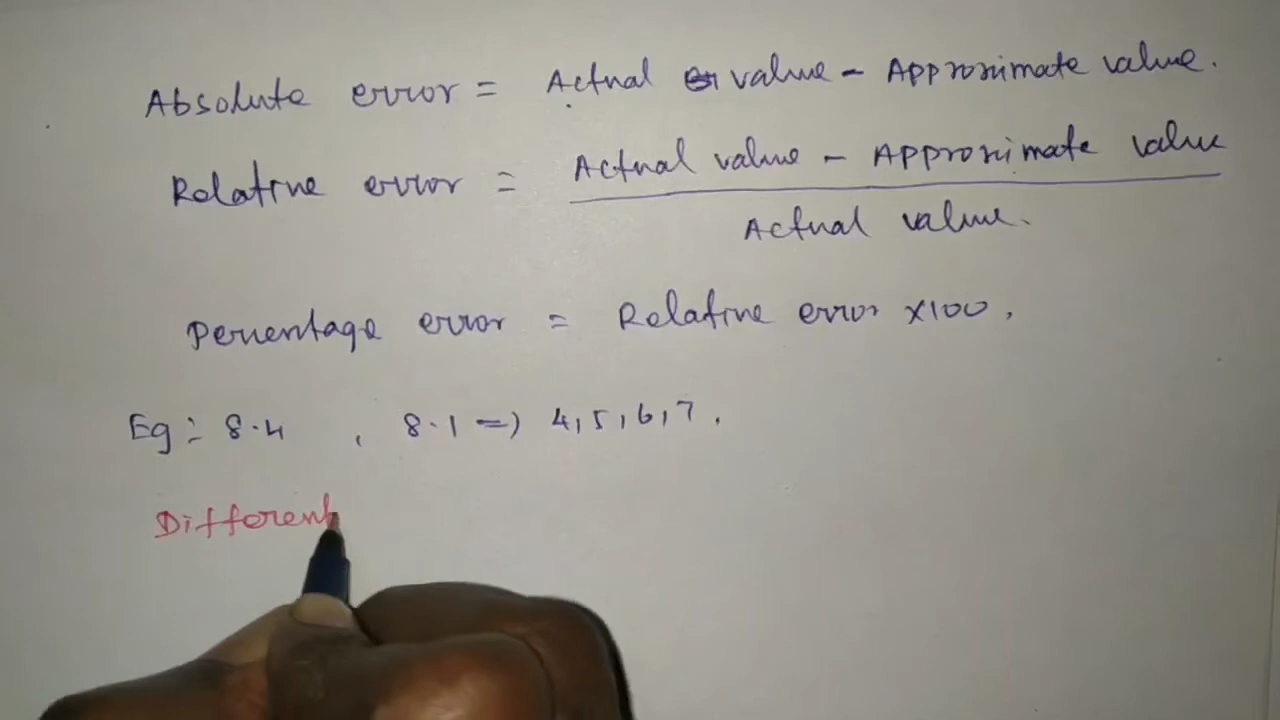 Absolute error = Actual value - Approximate value.
Relative error = Actual value - Approximate value
Actual value.
Percentage error = Relative error x100.
Eg: 8.4 , 8.1 => 4,5,6,7.
Different